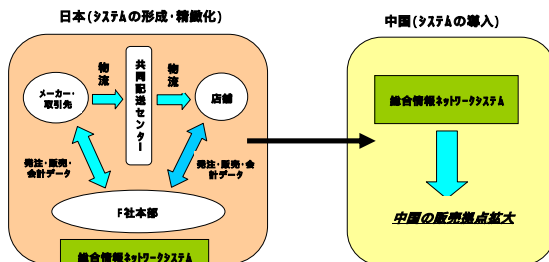 日本(ｼｽﾃﾑの形成・精緻化)
中国(ｼｽﾃﾑの導入)
メーカー・
取引先
物流
共同配送センター
物流
店舗
総合情報ﾈｯﾄﾜｰｸｼｽﾃﾑ
発注・販売・
会計データ
発注・販売・会
計データ
F社本部
中国の販売拠点拡大
総合情報ﾈｯﾄﾜｰｸｼｽﾃﾑ